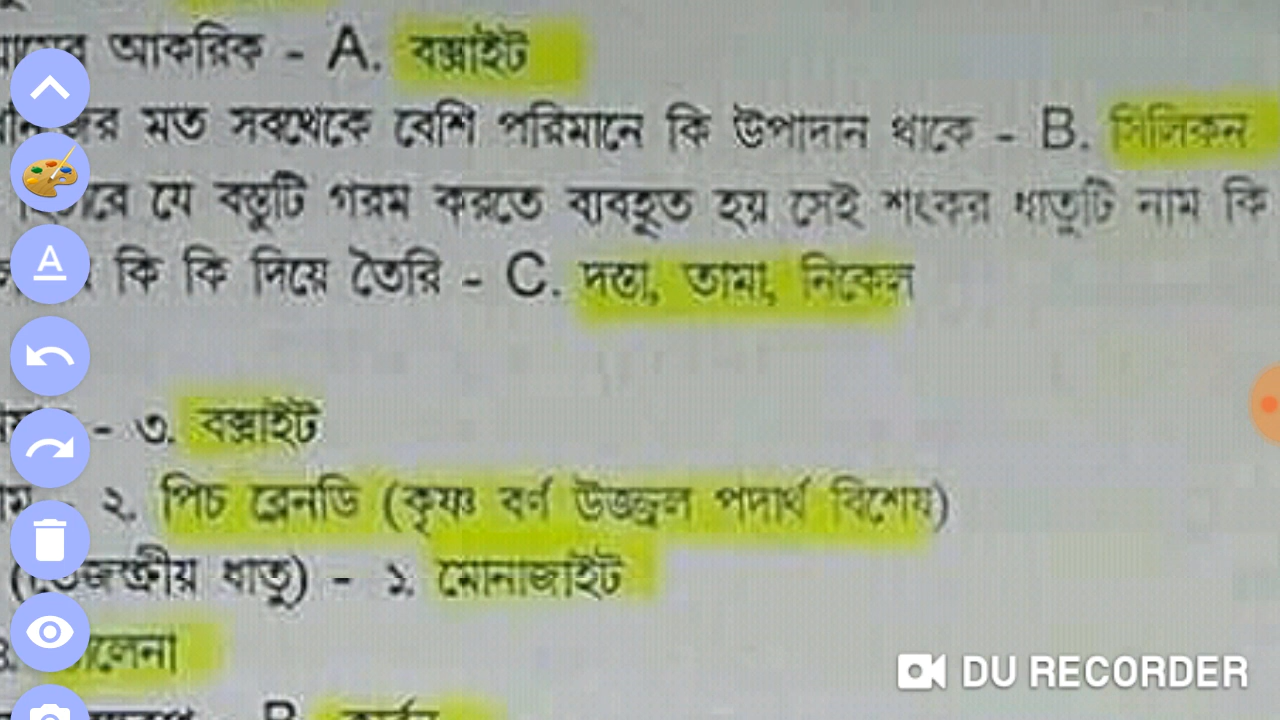 আকরিক - A. বক্সাইট
মত সবথেকে বেশি পরিমানে কি উপাদান থাকে - B. সিলিকন
যে বস্তুটি গরম করতে ব্যবহৃত হয় সেই শংকর ধাতুটি নাম কি
কি কি দিয়ে তৈরি - C. দস্তা, তামা, নিকেল
- ৩. বক্সাইট
- ২. পিচ ব্লেনডি (কৃষ্ণ বর্ণ উজ্জ্বল পদার্থ বিশেষ)
ধাতু) - ১. মোনাজাইট
DU RECORDER